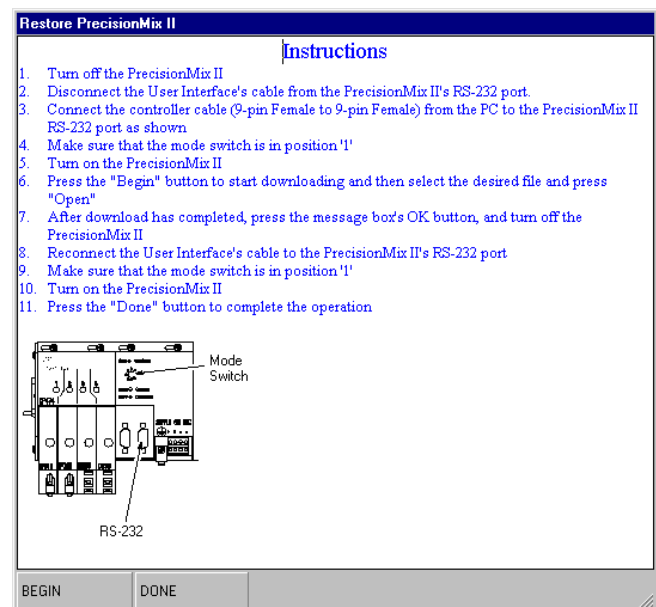 Restore PrecisionMix II
Instructions
1. Turn off the PrecisionMix II
2. Disconnect the User Interface's cable from the PrecisionMix II's RS-232 port.
3. Connect the controller cable (9-pin Female to 9-pin Female) from the PC to the PrecisionMix II
RS-232 port as shown
4. Make sure that the mode switch is in position '1'
5. Turn on the PrecisionMix II
6. Press the "Begin" button to start downloading and then select the desired file and press
"Open"
7. After download has completed, press the message box's OK button, and turn off the
PrecisionMix II
8. Reconnect the User Interface's cable to the PrecisionMix II's RS-232 port
9. Make sure that the mode switch is in position '1'
10. Turn on the PrecisionMix II
11. Press the "Done" button to complete the operation
Mode
Switch
RS-232
BEGIN
DONE